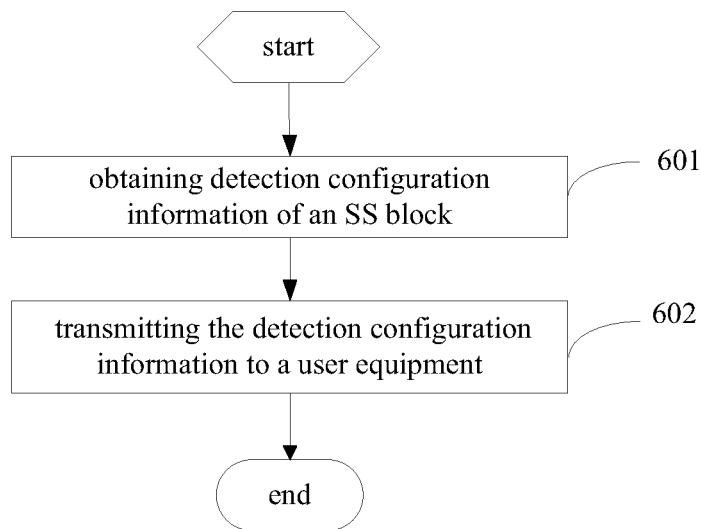 start
601
obtaining detection configuration
information of an SS block
602
transmitting the detection configuration
information to a user equipment
end